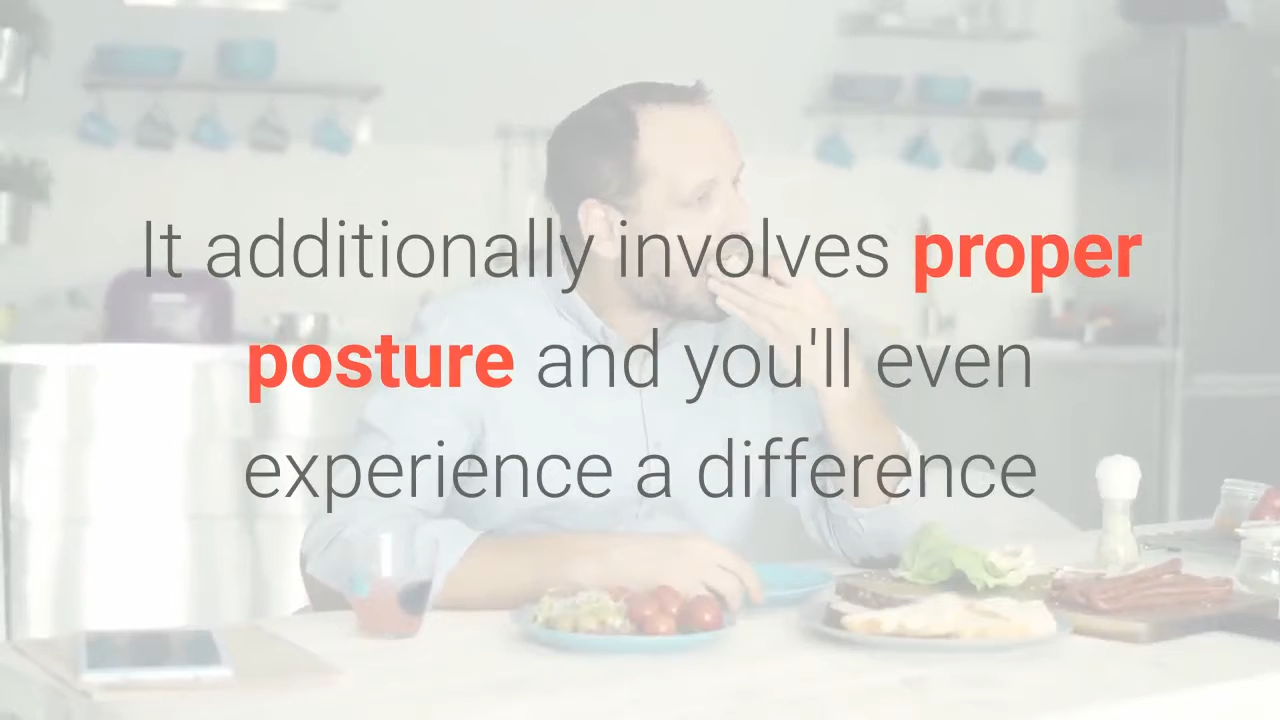 It additionally involves proper
posture and you'll even
experience a difference